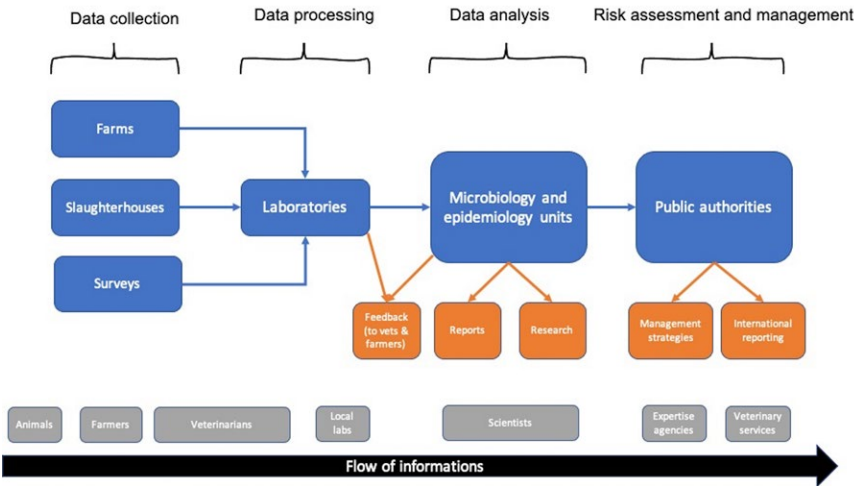 Data collection
Data processing
Data analysis
Risk assessment and management
Farms
Slaughterhouses
Laboratories
Microbiology and
epidemiology units
Public authorities
Surveys
Feedback
(to vets &
farmers)
Reports
Research
Management
strategies
International
reporting
Animals
Farmers
Veterinarians
Local
labs
Scientists
Expertise
agencies
Veterinary
services
Flow of informations